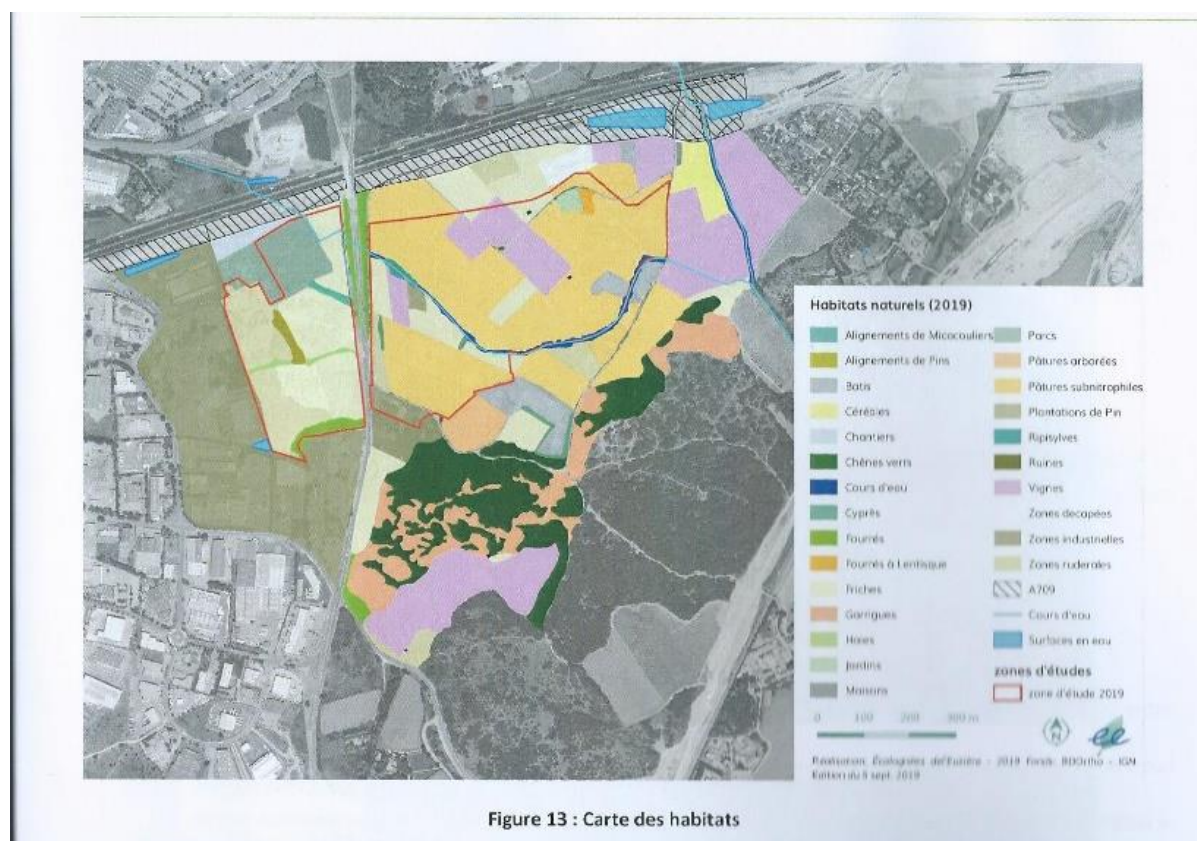 Habitats naturels (2019)
Alignements de Micocouliers
Alignements de Pins
Batis
Céréales
Chantiers
Chênes verts
Cours d'eau
Cyprès
Fourrés
Fourrés à Lentisque
Friches
Garrigues
Haies
Jardins
Maisons
Parcs
Pâtures arborées
Pâtures subnitrophiles
Plantations de Pin
Ripisylves
Ruines
Vignes
Zones decapées
Zones industrielles
Zones ruderales
A709
Cours d'eau
Surfaces en eau
zones d'études
zone d'étude 2019
0 100 200 300 m
N
ee
Réalisation: Écologistes de l'Euzière - 2019 Fonds: BDOrtho - IGN
Edition du 5 sept. 2019
Figure 13 : Carte des habitats